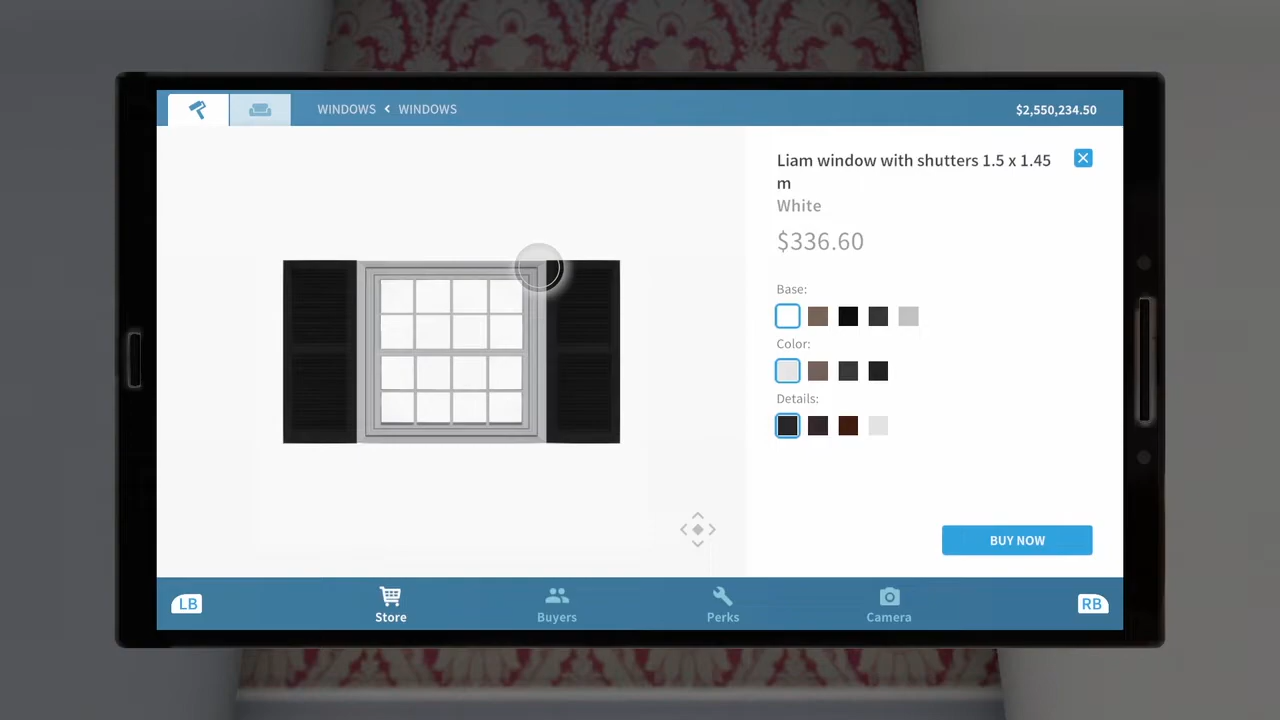 WINDOWS < WINDOWS
$2,550,234.50
Liam window with shutters 1.5 x 1.45
m
White
$336.60
Base:
Color:
Details:
BUY NOW
LB
Store
Buyers
Perks
Camera
RB